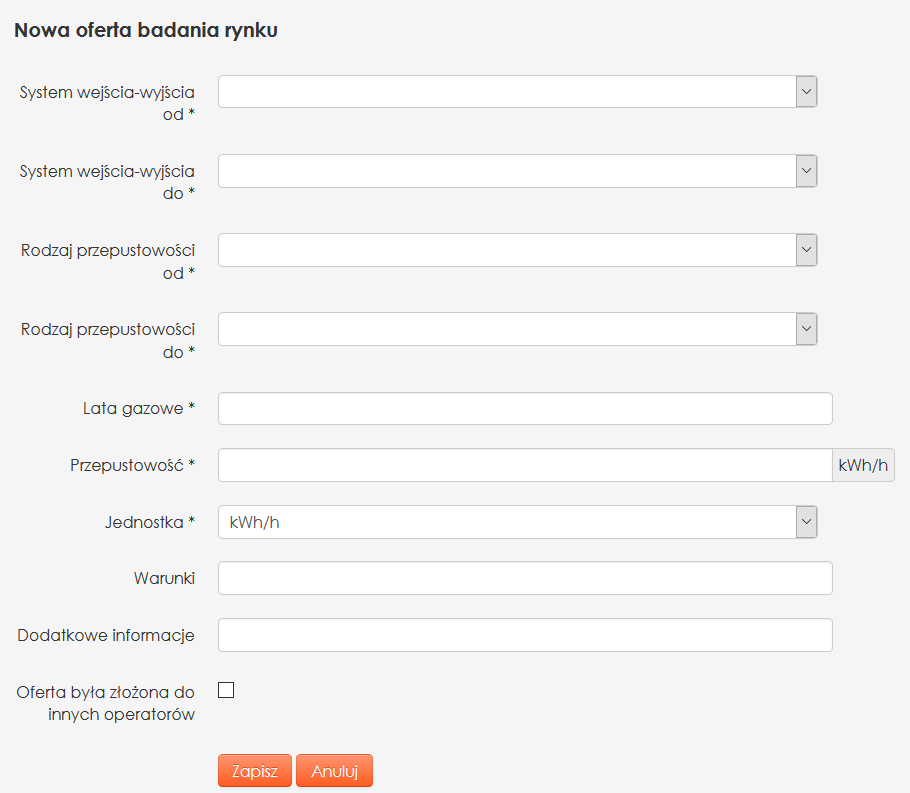 Nowa oferta badania rynku
System wejścia-wyjścia
od *
System wejścia-wyjścia
do *
Rodzaj przepustowości
od *
Rodzaj przepustowości
do *
Lata gazowe *
Przepustowość *
kWh/h
Jednostka *
kWh/h
Warunki
Dodatkowe informacje
Oferta była złożona do
innych operatorów
Zapisz Anuluj